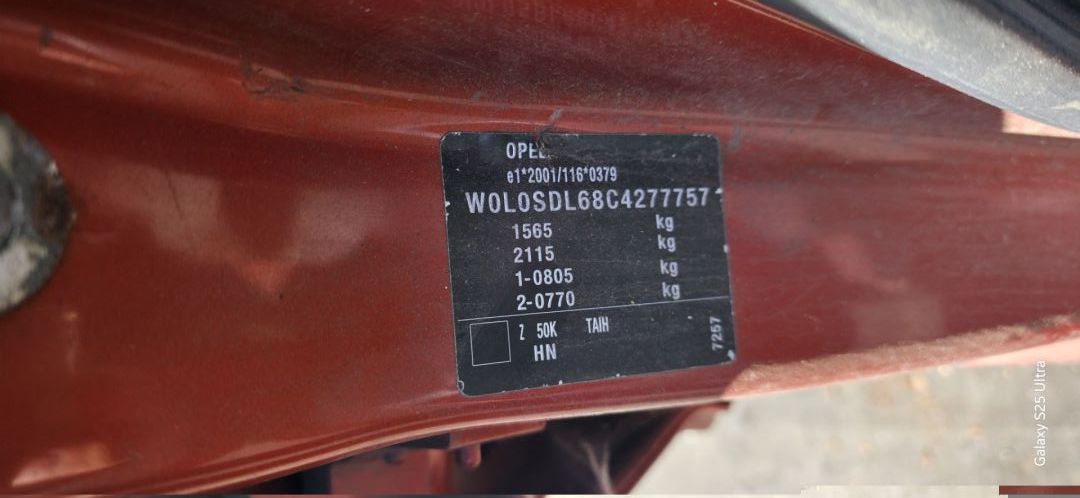 OPEL
e1*2001/116*0379
W0L0SDL68C4277757
1565 kg
2115 kg
1-0805 kg
2-0770 kg
Z 50K TAIH
HN
7257
Galaxy S25 Ultra